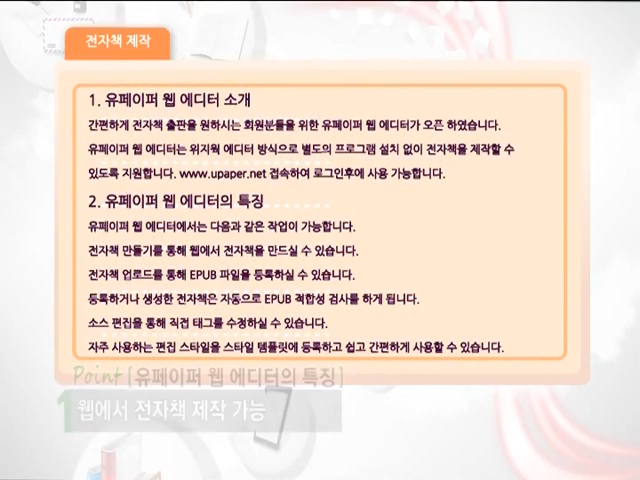 전자책 제작
1. 유페이퍼 웹 에디터 소개
간편하게 전자책 출판을 원하시는 회원분들을 위한 유페이퍼 웹 에디터가 오픈 하였습니다.
유페이퍼 웹 에디터는 위지윅 에디터 방식으로 별도의 프로그램 설치 없이 전자책을 제작할 수
있도록 지원합니다. www.upaper.net 접속하여 로그인후에 사용 가능합니다.
2. 유페이퍼 웹 에디터의 특징
유페이퍼 웹 에디터에서는 다음과 같은 작업이 가능합니다.
전자책 만들기를 통해 웹에서 전자책을 만드실 수 있습니다.
전자책 업로드를 통해 EPUB 파일을 등록하실 수 있습니다.
등록하거나 생성한 전자책은 자동으로 EPUB 적합성 검사를 하게 됩니다.
소스 편집을 통해 직접 태그를 수정하실 수 있습니다.
자주 사용하는 편집 스타일을 스타일 템플릿에 등록하고 쉽고 간편하게 사용할 수 있습니다.
Point [유페이퍼 웹 에디터의 특징]
1 웹에서 전자책 제작 가능